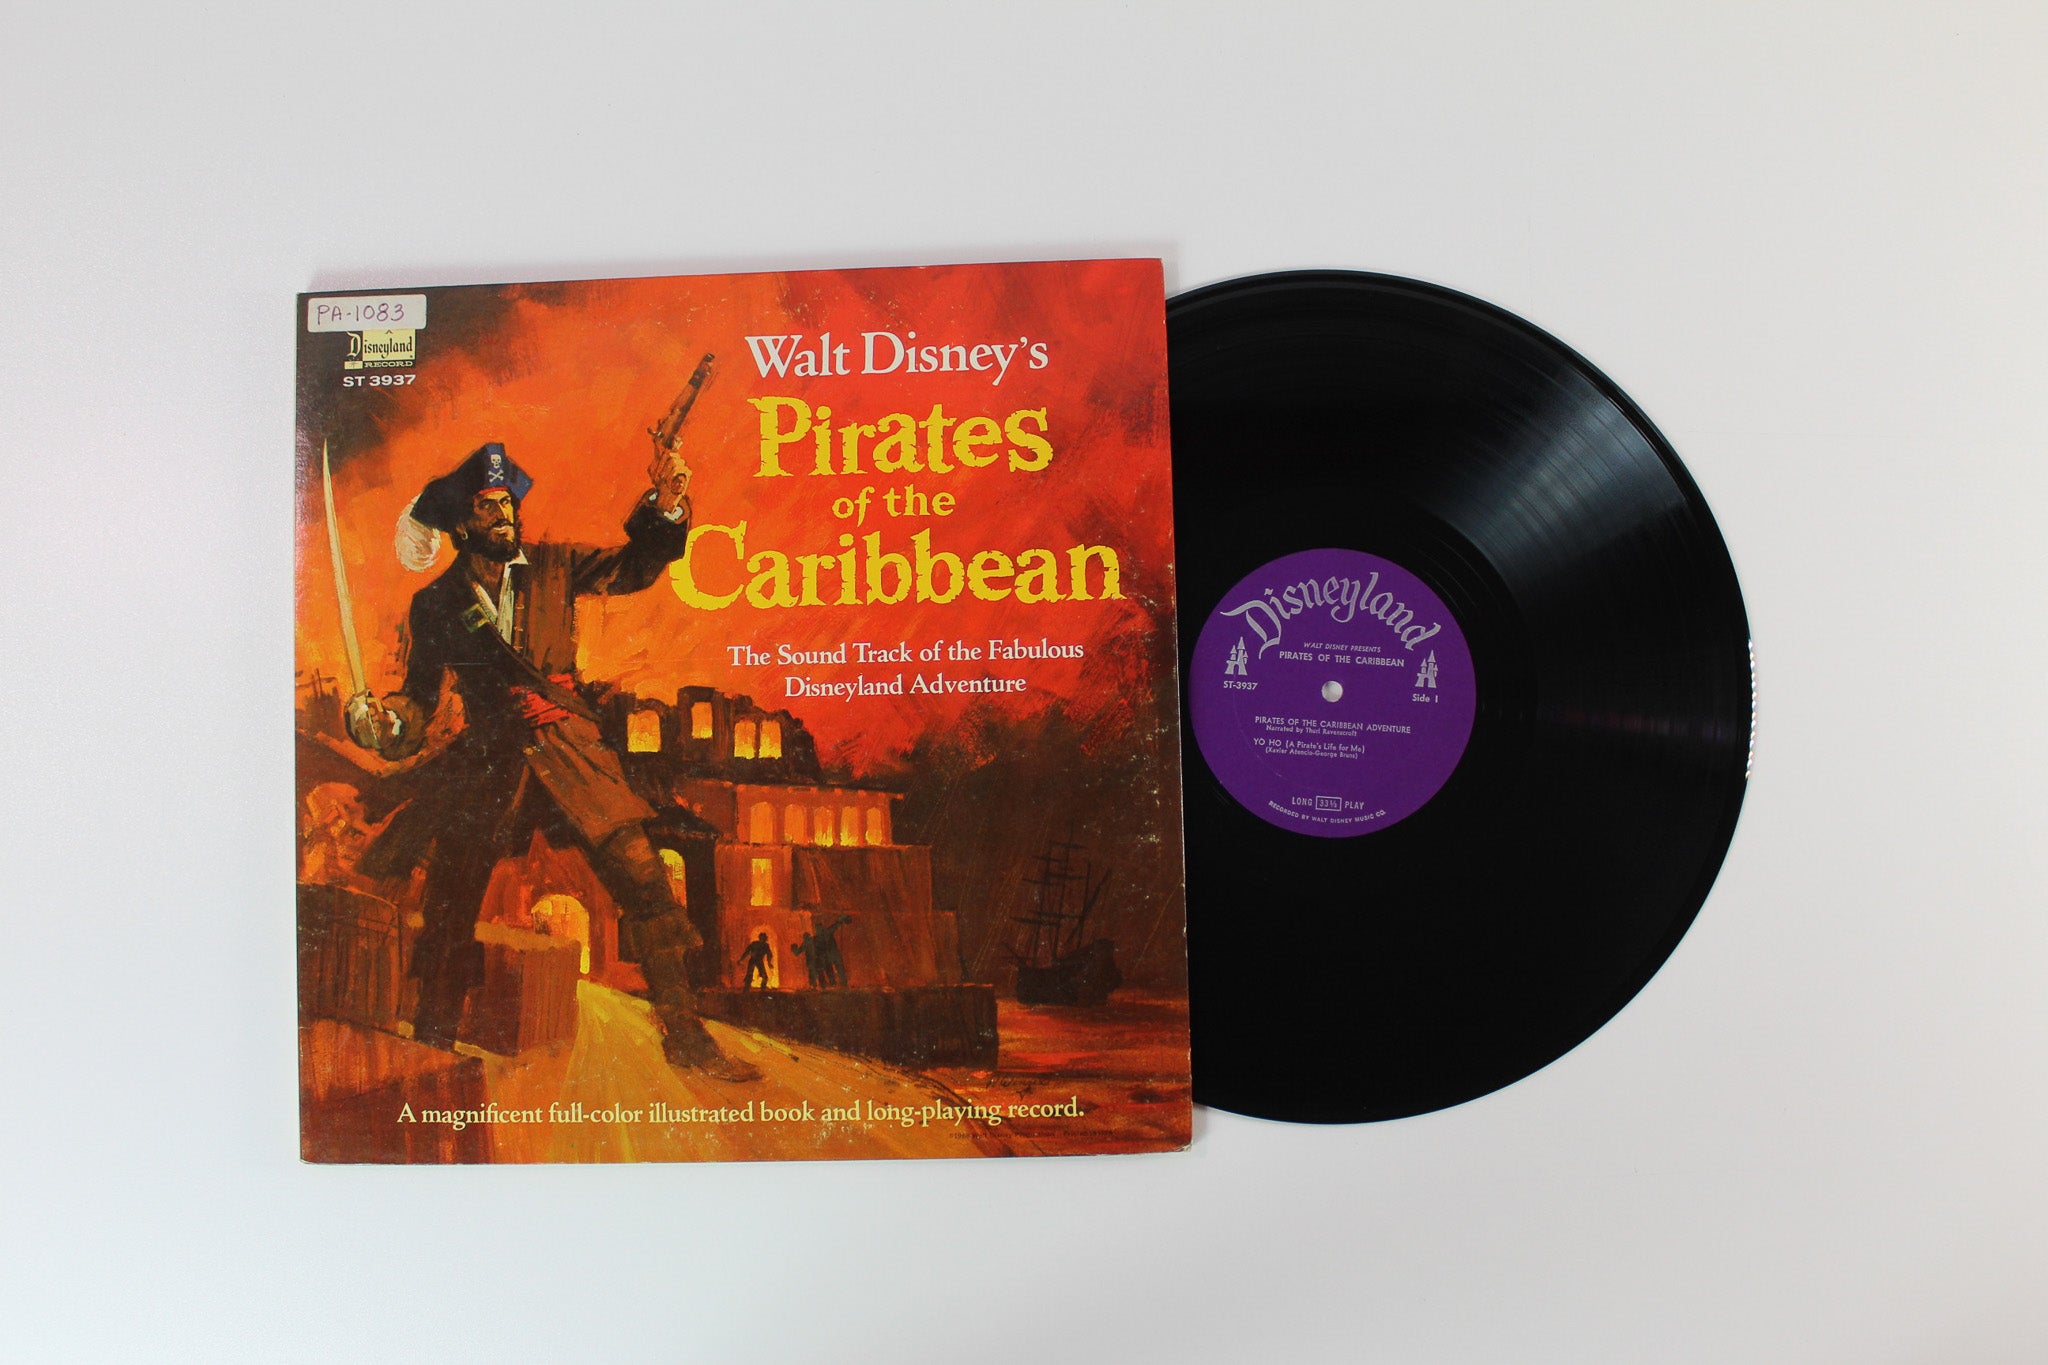 PA-1083
Disneyland
RECORD
ST 3937
Walt Disney's
Pirates
of the
Caribbean
The Sound Track of the Fabulous
Disneyland Adventure
A magnificent full-color illustrated book and long-playing record.
Disneyland
WALT DISNEY PRESENTS
PIRATES OF THE CARIBBEAN
ST-3937
Side 1
PIRATES OF THE CARIBBEAN ADVENTURE
Narrated by Thurl Ravenscroft
YO HO (A Pirate's Life for Me)
(Xavier Atencio-George Bruns)
LONG 33⅓ PLAY
RECORDED BY WALT DISNEY MUSIC CO.